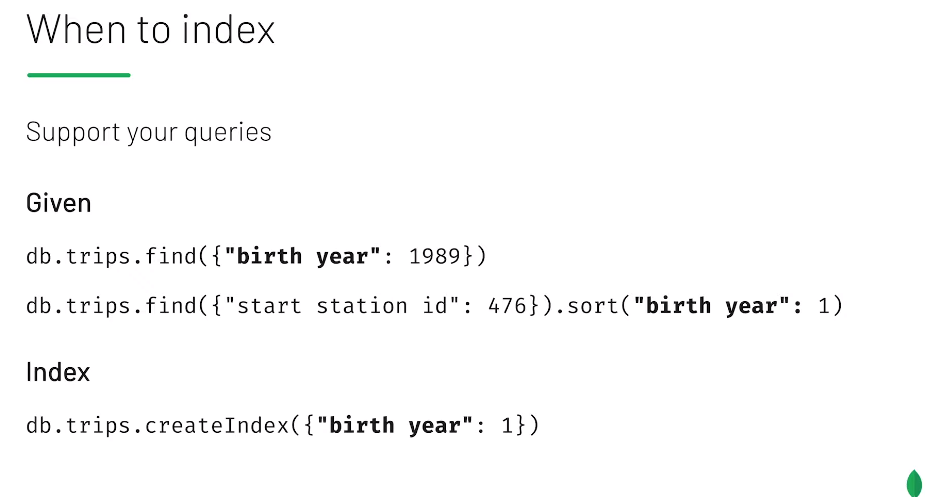 When to index
Support your queries
Given
db.trips.find({"birth year": 1989})
db.trips.find({"start station id": 476}).sort("birth year": 1)
Index
db.trips.createIndex({"birth year": 1})